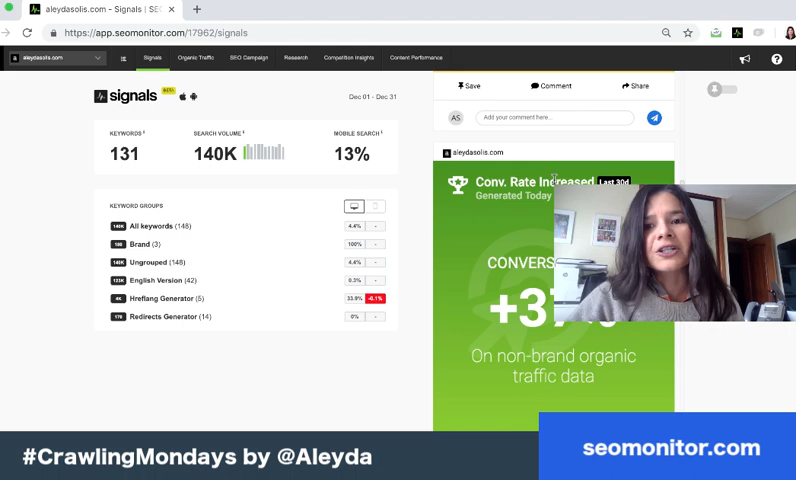 aleydasolis.com - Signals | SEO
https://app.seomonitor.com/17962/signals
aleydasolis.com
Signals
Organic Traffic
SEO Campaign
Research
Competition Insights
Content Performance
signals
BETA
Dec 01 - Dec 31
KEYWORDS
SEARCH VOLUME
MOBILE SEARCH
131
140K
13%
KEYWORD GROUPS
140K All keywords (148) 4.4% -
180 Brand (3) 100% -
140K Ungrouped (148) 4.4% -
123K English Version (42) 0.3% -
4K Hreflang Generator (5) 33.9% -0.1%
170 Redirects Generator (14) 0% -
Save
Comment
Share
AS
Add your comment here...
aleydasolis.com
Conv. Rate Increased
Last 30d
Generated Today
CONVERS
On non-brand organic
traffic data
#CrawlingMondays by @Aleyda
seomonitor.com